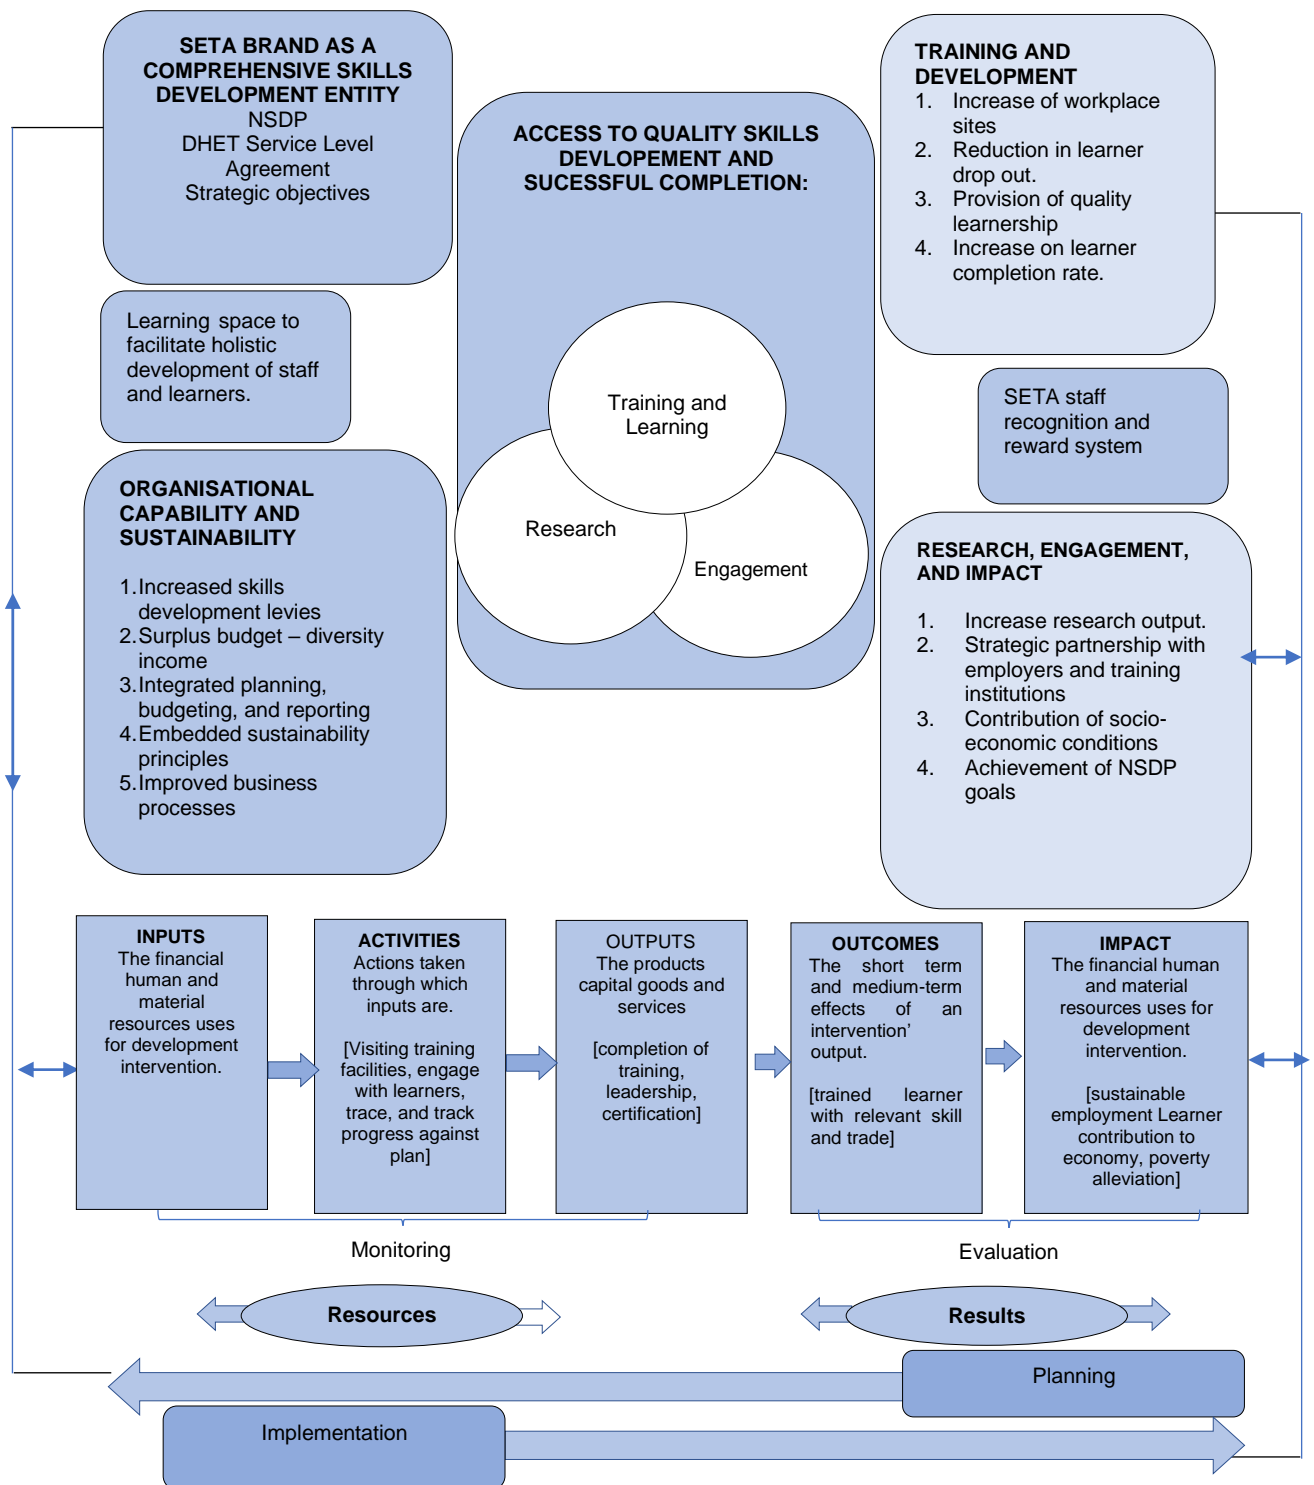 SETA BRAND AS A
COMPREHENSIVE SKILLS
DEVELOPMENT ENTITY
NSDP
DHET Service Level
Agreement
Strategic objectives
Learning space to
facilitate holistic
development of staff
and learners.
ORGANISATIONAL
CAPABILITY AND
SUSTAINABILITY
1. Increased skills
development levies
2. Surplus budget – diversity
income
3. Integrated planning,
budgeting, and reporting
4. Embedded sustainability
principles
5. Improved business
processes
ACCESS TO QUALITY SKILLS
DEVLOPEMENT AND
SUCESSFUL COMPLETION:
Training and
Learning
Research
Engagement
TRAINING AND
DEVELOPMENT
1. Increase of workplace
sites
2. Reduction in learner
drop out.
3. Provision of quality
learnership
4. Increase on learner
completion rate.
SETA staff
recognition and
reward system
RESEARCH, ENGAGEMENT,
AND IMPACT
1. Increase research output.
2. Strategic partnership with
employers and training
institutions
3. Contribution of socio-
economic conditions
4. Achievement of NSDP
goals
INPUTS
The financial
human and
material
resources uses
for development
intervention.
ACTIVITIES
Actions taken
through which
inputs are.
[Visiting training
facilities, engage
with learners,
trace, and track
progress against
plan]
OUTPUTS
The products
capital goods and
services
[completion of
training,
leadership,
certification]
OUTCOMES
The short term
and medium-term
effects of an
intervention’
output.
[trained learner
with relevant skill
and trade]
IMPACT
The financial human
and material
resources uses for
development
intervention.
[sustainable
employment Learner
contribution to
economy, poverty
alleviation]
Monitoring
Evaluation
Resources
Results
Planning
Implementation